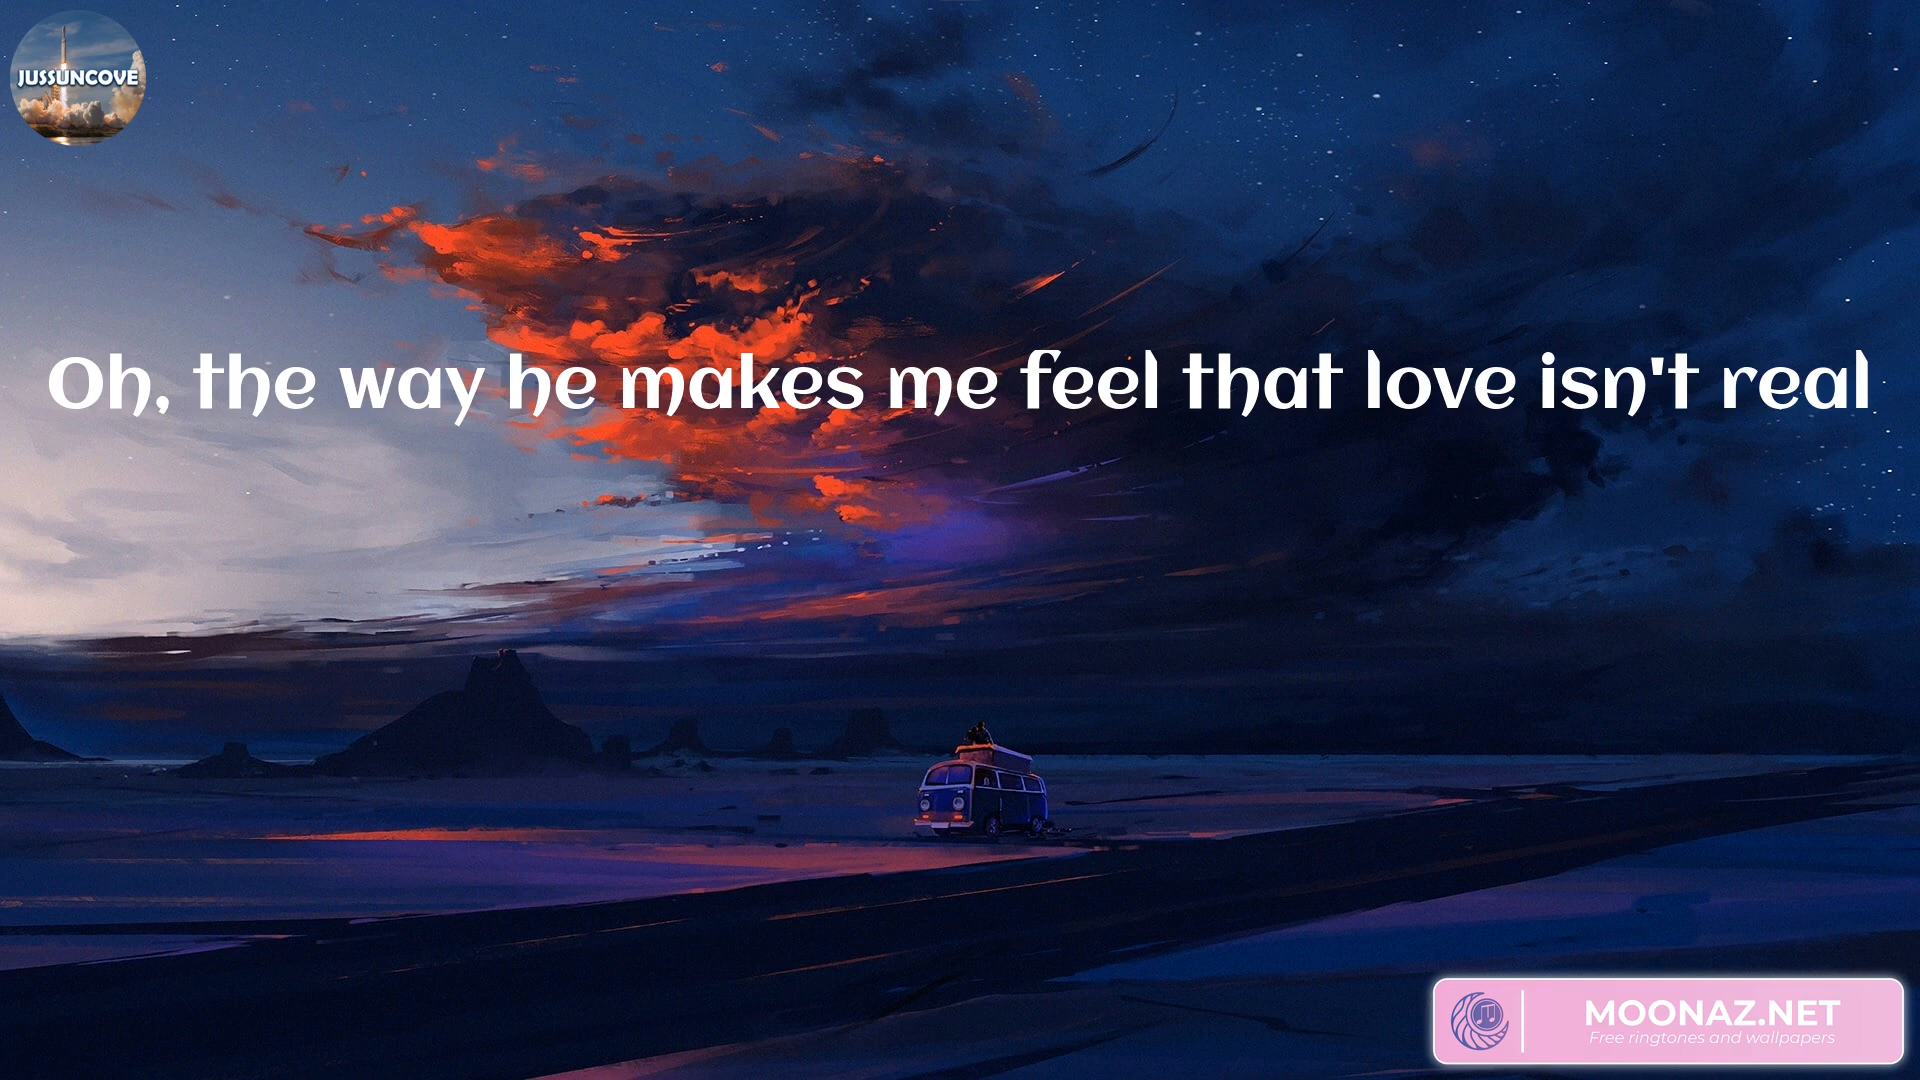 JUSSUNCOVE
Oh, the way he makes me feel that love isn't real
MOONAZ.NET
Free ringtones and wallpapers